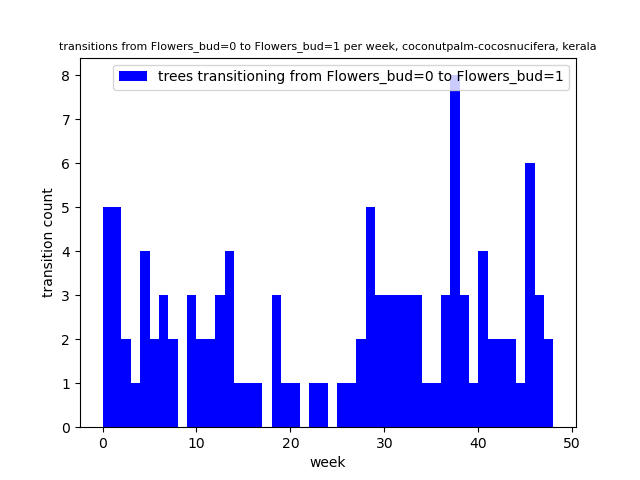 transitions from Flowers_bud=0 to Flowers_bud=1 per week, coconutpalm-cocosnucifera, kerala
trees transitioning from Flowers_bud=0 to Flowers_bud=1
transition count
8
7
6
5
4
3
2
1
0
0 10 20 30 40 50
week